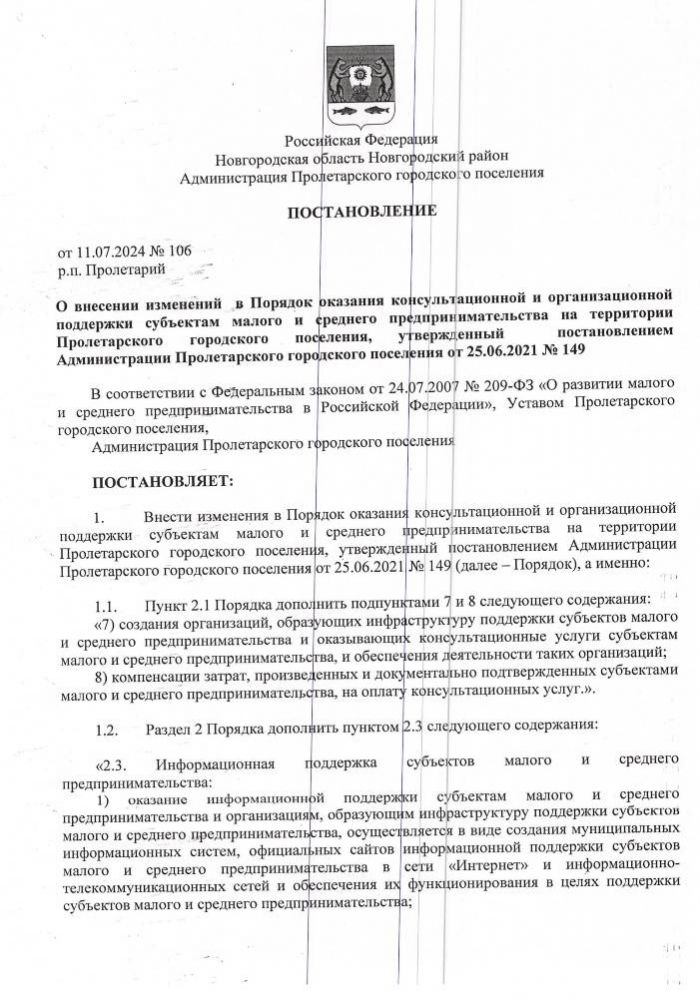 Российская Федерация
Новгородская область Новгородский район
Администрация Пролетарского городского поселения
ПОСТАНОВЛЕНИЕ
от 11.07.2024 № 106
р.п. Пролетарий
О внесении изменений в Порядок оказания консультационной и организационной
поддержки субъектам малого и среднего предпринимательства на территории
Пролетарского городского поселения, утвержденный постановлением
Администрации Пролетарского городского поселения от 25.06.2021 № 149
В соответствии с Федеральным законом от 24.07.2007 № 209-ФЗ «О развитии малого
и среднего предпринимательства в Российской Федерации», Уставом Пролетарского
городского поселения,
Администрация Пролетарского городского поселения
ПОСТАНОВЛЯЕТ:
1. Внести изменения в Порядок оказания консультационной и организационной
поддержки субъектам малого и среднего предпринимательства на территории
Пролетарского городского поселения, утвержденный постановлением Администрации
Пролетарского городского поселения от 25.06.2021 № 149 (далее – Порядок), а именно:
1.1. Пункт 2.1 Порядка дополнить подпунктами 7 и 8 следующего содержания:
«7) создания организаций, образующих инфраструктуру поддержки субъектов малого
и среднего предпринимательства и оказывающих консультационные услуги субъектам
малого и среднего предпринимательства, и обеспечения деятельности таких организаций;
8) компенсации затрат, произведенных и документально подтвержденных субъектами
малого и среднего предпринимательства, на оплату консультационных услуг.».
1.2. Раздел 2 Порядка дополнить пунктом 2.3 следующего содержания:
«2.3. Информационная поддержка субъектов малого и среднего
предпринимательства:
1) оказание информационной поддержки субъектам малого и среднего
предпринимательства и организациям, образующим инфраструктуру поддержки субъектов
малого и среднего предпринимательства, осуществляется в виде создания муниципальных
информационных систем, официальных сайтов информационной поддержки субъектов
малого и среднего предпринимательства в сети «Интернет» и информационно-
телекоммуникационных сетей и обеспечения их функционирования в целях поддержки
субъектов малого и среднего предпринимательства;